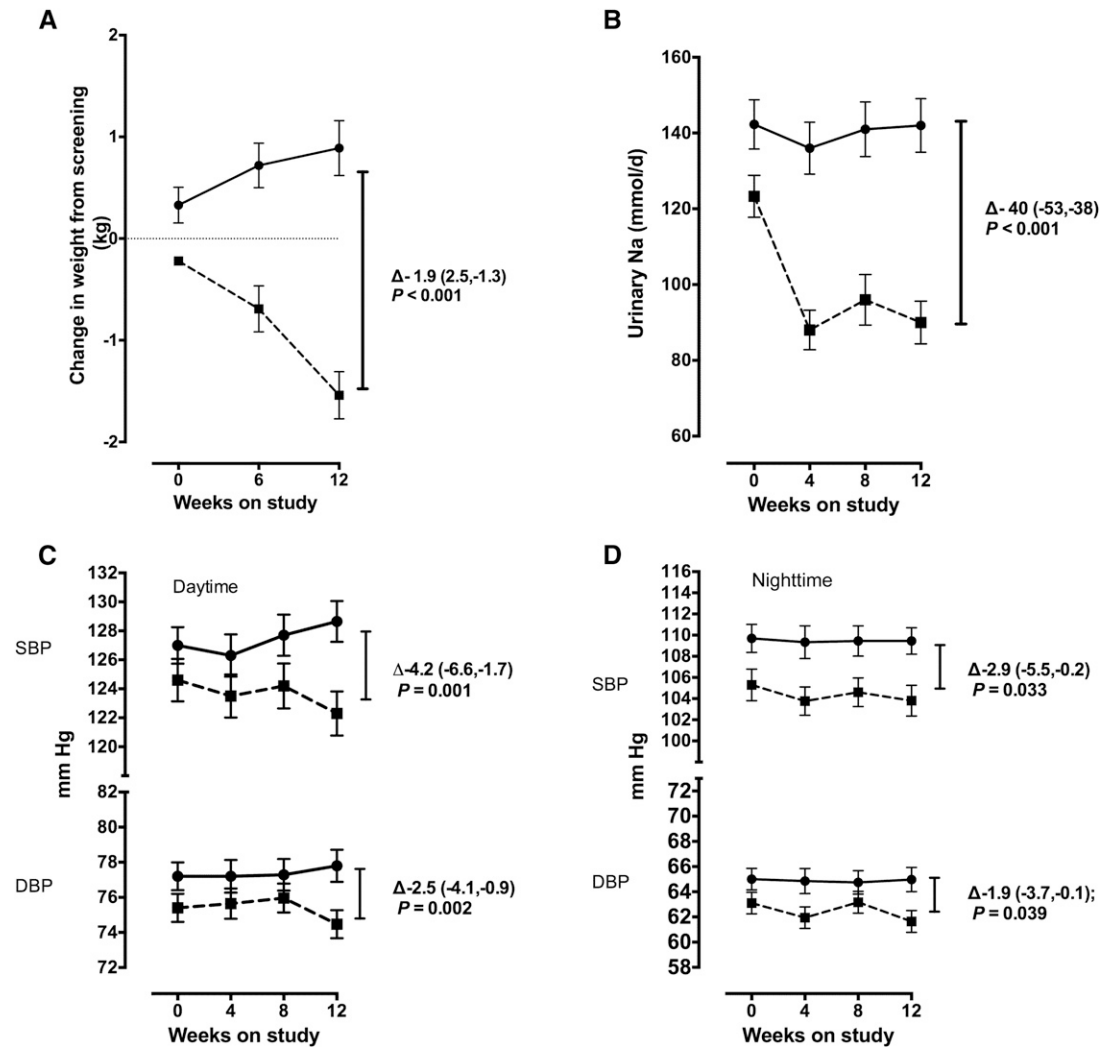 A
2
1
0
-1
-2
Change in weight from screening
(kg)
Δ- 1.9 (2.5,-1.3)
P < 0.001
0 6 12
Weeks on study
B
160
140
120
100
80
60
Urinary Na (mmol/d)
Δ- 40 (-53,-38)
P < 0.001
0 4 8 12
Weeks on study
C
Daytime
132
130
128
126
124
122
120
SBP
Δ-4.2 (-6.6,-1.7)
P = 0.001
mm Hg
82
80
78
76
74
72
DBP
Δ-2.5 (-4.1,-0.9)
P = 0.002
0 4 8 12
Weeks on study
D
Nighttime
116
114
112
110
108
106
104
102
100
SBP
Δ-2.9 (-5.5,-0.2)
P = 0.033
mm Hg
72
70
68
66
64
62
60
58
DBP
Δ-1.9 (-3.7,-0.1);
P = 0.039
0 4 8 12
Weeks on study